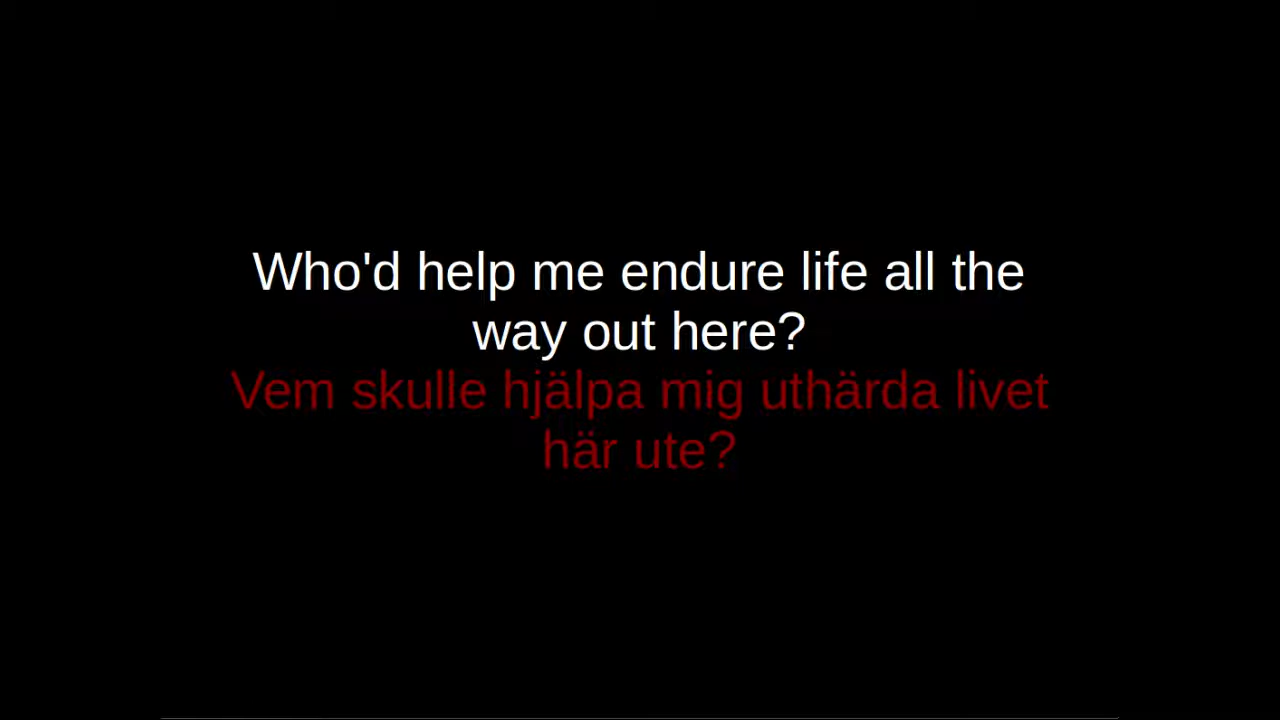 Who'd help me endure life all the
way out here?
Vem skulle hjälpa mig uthärda livet
här ute?